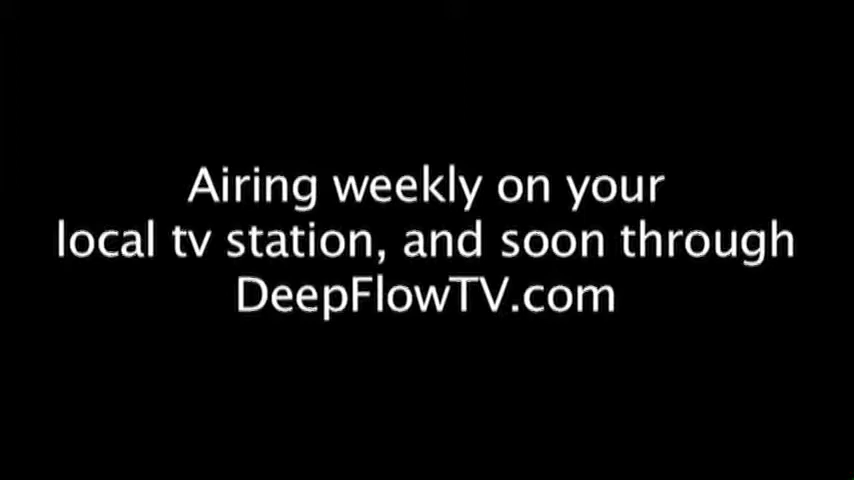 Airing weekly on your
local tv station, and soon through
DeepFlowTV.com